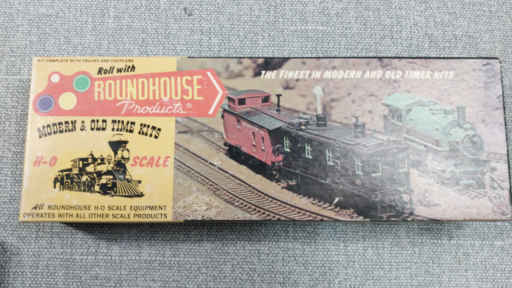 KIT COMPLETE WITH TRUCKS AND COUPLERS
Roll with
ROUNDHOUSE
Products®
MODERN & OLD TIME KITS
H-O SCALE
All ROUNDHOUSE H-O SCALE EQUIPMENT
OPERATES WITH ALL OTHER SCALE PRODUCTS
THE FINEST IN MODERN AND OLD TIMER KITS